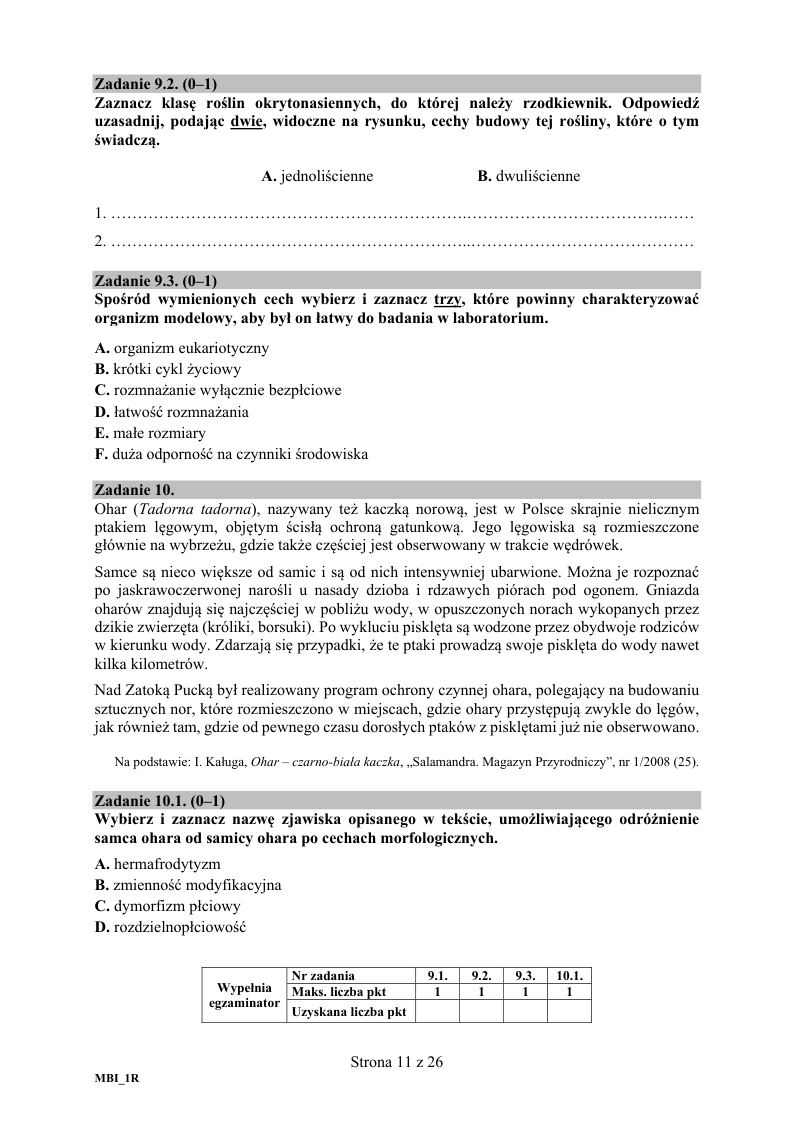 Zadanie 9.2. (0–1)
Zaznacz klasę roślin okrytonasiennych, do której należy rzodkiewnik. Odpowiedź
uzasadnij, podając dwie, widoczne na rysunku, cechy budowy tej rośliny, które o tym
świadczą.
A. jednoliścienne B. dwuliścienne
1. ……………………………………………………………..……………………………….……
2. ……………………………………………………………...……………………………………
Zadanie 9.3. (0–1)
Spośród wymienionych cech wybierz i zaznacz trzy, które powinny charakteryzować
organizm modelowy, aby był on łatwy do badania w laboratorium.
A. organizm eukariotyczny
B. krótki cykl życiowy
C. rozmnażanie wyłącznie bezpłciowe
D. łatwość rozmnażania
E. małe rozmiary
F. duża odporność na czynniki środowiska
Zadanie 10.
Ohar (Tadorna tadorna), nazywany też kaczką norową, jest w Polsce skrajnie nielicznym
ptakiem lęgowym, objętym ścisłą ochroną gatunkową. Jego lęgowiska są rozmieszczone
głównie na wybrzeżu, gdzie także częściej jest obserwowany w trakcie wędrówek.
Samce są nieco większe od samic i są od nich intensywniej ubarwione. Można je rozpoznać
po jaskrawoczerwonej narośli u nasady dzioba i rdzawych piórach pod ogonem. Gniazda
oharów znajdują się najczęściej w pobliżu wody, w opuszczonych norach wykopanych przez
dzikie zwierzęta (króliki, borsuki). Po wykluciu pisklęta są wodzone przez obydwoje rodziców
w kierunku wody. Zdarzają się przypadki, że te ptaki prowadzą swoje pisklęta do wody nawet
kilka kilometrów.
Nad Zatoką Pucką był realizowany program ochrony czynnej ohara, polegający na budowaniu
sztucznych nor, które rozmieszczono w miejscach, gdzie ohary przystępują zwykle do lęgów,
jak również tam, gdzie od pewnego czasu dorosłych ptaków z pisklętami już nie obserwowano.
Na podstawie: I. Kaługa, Ohar – czarno-biała kaczka, „Salamandra. Magazyn Przyrodniczy”, nr 1/2008 (25).
Zadanie 10.1. (0–1)
Wybierz i zaznacz nazwę zjawiska opisanego w tekście, umożliwiającego odróżnienie
samca ohara od samicy ohara po cechach morfologicznych.
A. hermafrodytyzm
B. zmienność modyfikacyjna
C. dymorfizm płciowy
D. rozdzielnopłciowość
Wypełnia
egzaminator
Nr zadania 9.1. 9.2. 9.3. 10.1.
Maks. liczba pkt 1 1 1 1
Uzyskana liczba pkt
Strona 11 z 26
MBI_1R